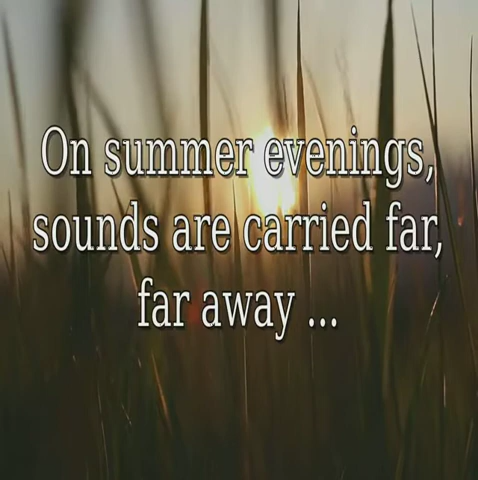 On summer evenings,
sounds are carried far,
far away ...